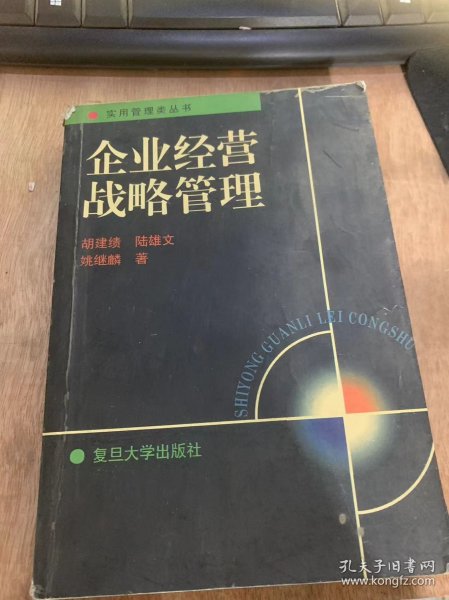 实用管理类丛书
企业经营
战略管理
胡建绩 陆雄文
姚继麟 著
SHIYONG GUANLI LEI CONGSHU
复旦大学出版社
孔夫子旧书网
www.kongfz.com